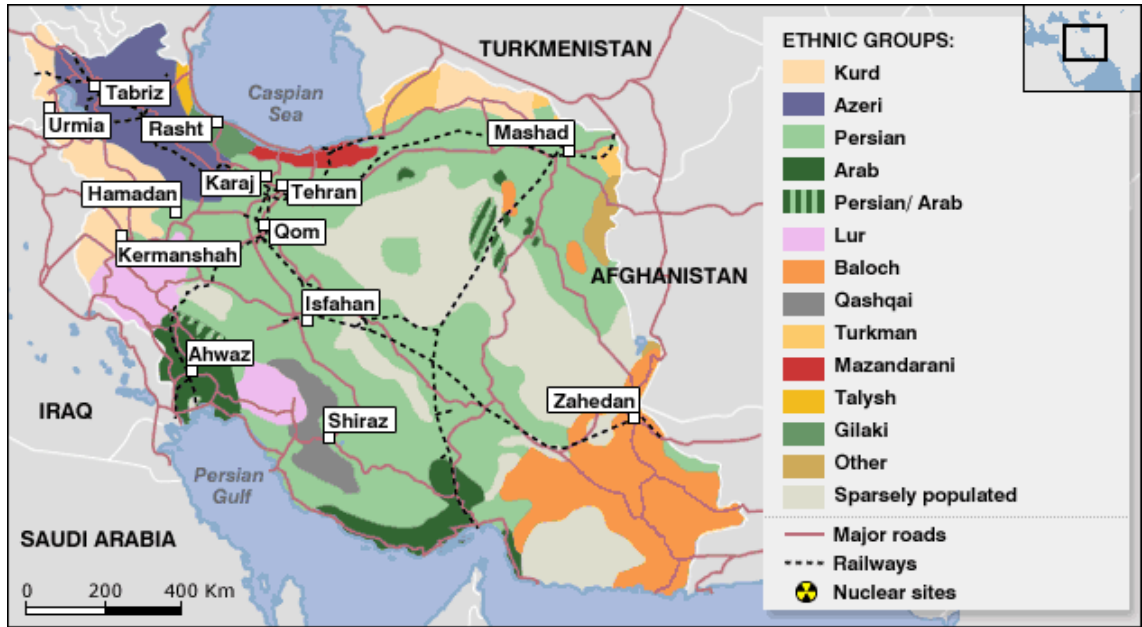 TURKMENISTAN
Caspian
Sea
Tabriz
Urmia
Rasht
Mashad
Karaj
Tehran
Hamadan
Qom
Kermanshah
AFGHANISTAN
Isfahan
Ahwaz
IRAQ
Zahedan
Shiraz
Persian
Gulf
SAUDI ARABIA
0 200 400 Km
ETHNIC GROUPS:
Kurd
Azeri
Persian
Arab
Persian/ Arab
Lur
Baloch
Qashqai
Turkman
Mazandarani
Talysh
Gilaki
Other
Sparsely populated
Major roads
Railways
Nuclear sites